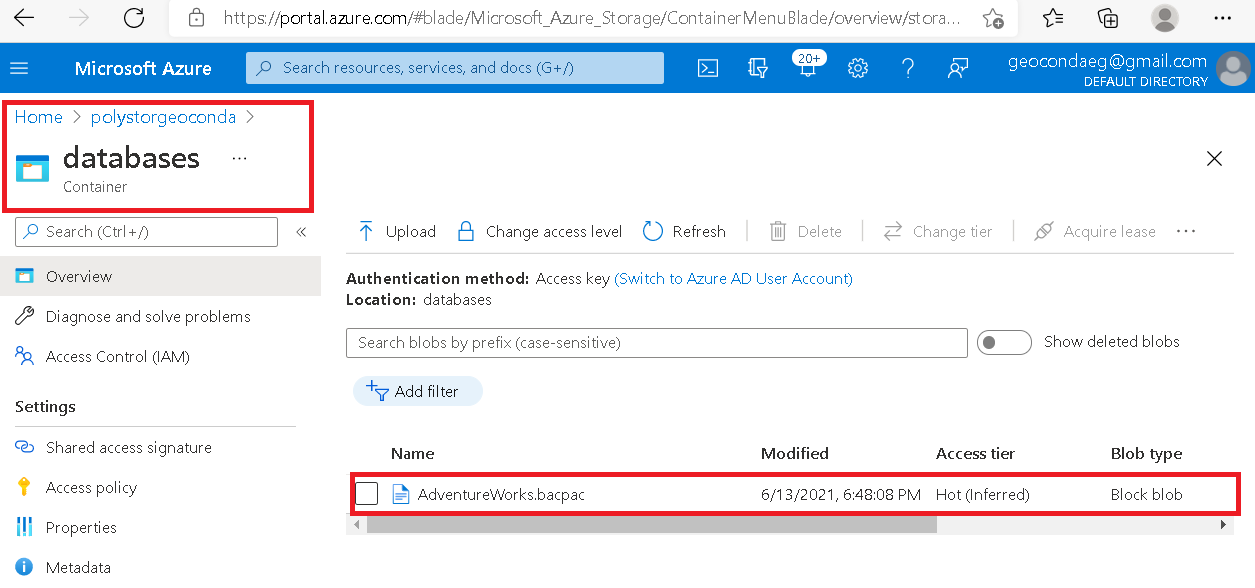 https://portal.azure.com/#blade/Microsoft_Azure_Storage/ContainerMenuBlade/overview/stora...
Microsoft Azure
Search resources, services, and docs (G+/)
20+
geocondaeg@gmail.com
DEFAULT DIRECTORY
Home > polystorgeoconda >
databases ...
Container
Search (Ctrl+/)
«
Upload Change access level Refresh Delete Change tier Acquire lease ...
Overview
Diagnose and solve problems
Access Control (IAM)
Settings
Shared access signature
Access policy
Properties
Metadata
Authentication method: Access key (Switch to Azure AD User Account)
Location: databases
Search blobs by prefix (case-sensitive)
Show deleted blobs
Add filter
Name Modified Access tier Blob type
AdventureWorks.bacpac 6/13/2021, 6:48:08 PM Hot (Inferred) Block blob